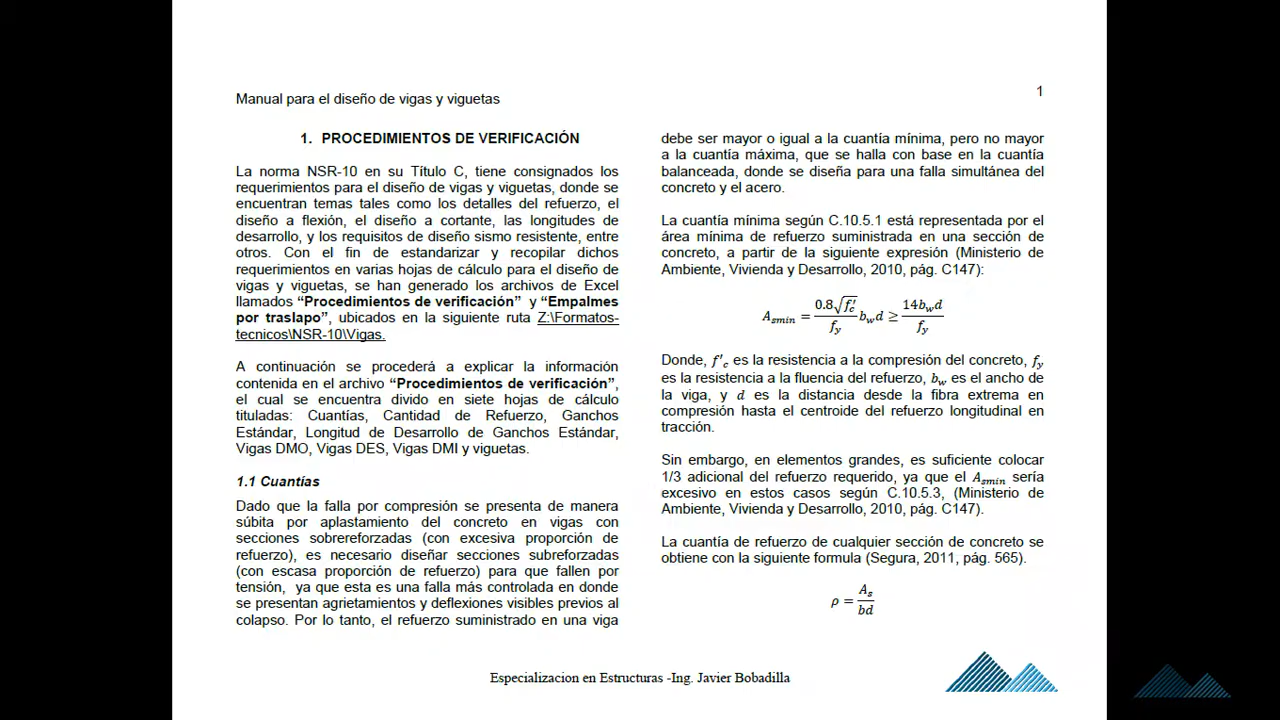 Manual para el diseño de vigas y viguetas
1
1. PROCEDIMIENTOS DE VERIFICACIÓN
La norma NSR-10 en su Título C, tiene consignados los
requerimientos para el diseño de vigas y viguetas, donde se
encuentran temas tales como los detalles del refuerzo, el
diseño a flexión, el diseño a cortante, las longitudes de
desarrollo, y los requisitos de diseño sismo resistente, entre
otros. Con el fin de estandarizar y recopilar dichos
requerimientos en varias hojas de cálculo para el diseño de
vigas y viguetas, se han generado los archivos de Excel
llamados “Procedimientos de verificación” y “Empalmes
por traslapo”, ubicados en la siguiente ruta Z:\Formatos-
tecnicos\NSR-10\Vigas.
A continuación se procederá a explicar la información
contenida en el archivo “Procedimientos de verificación”,
el cual se encuentra divido en siete hojas de cálculo
tituladas: Cuantías, Cantidad de Refuerzo, Ganchos
Estándar, Longitud de Desarrollo de Ganchos Estándar,
Vigas DMO, Vigas DES, Vigas DMI y viguetas.
1.1 Cuantías
Dado que la falla por compresión se presenta de manera
súbita por aplastamiento del concreto en vigas con
secciones sobrereforzadas (con excesiva proporción de
refuerzo), es necesario diseñar secciones subreforzadas
(con escasa proporción de refuerzo) para que fallen por
tensión, ya que esta es una falla más controlada en donde
se presentan agrietamientos y deflexiones visibles previos al
colapso. Por lo tanto, el refuerzo suministrado en una viga
debe ser mayor o igual a la cuantía mínima, pero no mayor
a la cuantía máxima, que se halla con base en la cuantía
balanceada, donde se diseña para una falla simultánea del
concreto y el acero.
La cuantía mínima según C.10.5.1 está representada por el
área mínima de refuerzo suministrada en una sección de
concreto, a partir de la siguiente expresión (Ministerio de
Ambiente, Vivienda y Desarrollo, 2010, pág. C147):
A_smin = 0.8√f'c / f_y b_w d ≥ 14b_w d / f_y
Donde, f'c es la resistencia a la compresión del concreto, f_y
es la resistencia a la fluencia del refuerzo, b_w es el ancho de
la viga, y d es la distancia desde la fibra extrema en
compresión hasta el centroide del refuerzo longitudinal en
tracción.
Sin embargo, en elementos grandes, es suficiente colocar
1/3 adicional del refuerzo requerido, ya que el A_smin sería
excesivo en estos casos según C.10.5.3, (Ministerio de
Ambiente, Vivienda y Desarrollo, 2010, pág. C147).
La cuantía de refuerzo de cualquier sección de concreto se
obtiene con la siguiente formula (Segura, 2011, pág. 565).
ρ = A_s / bd
Especializacion en Estructuras -Ing. Javier Bobadilla